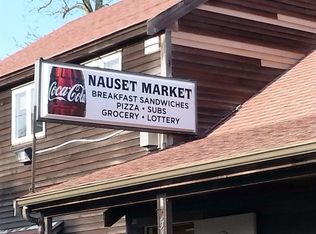 Coca-Cola
NAUSET MARKET
BREAKFAST SANDWICHES
PIZZA • SUBS
GROCERY • LOTTERY